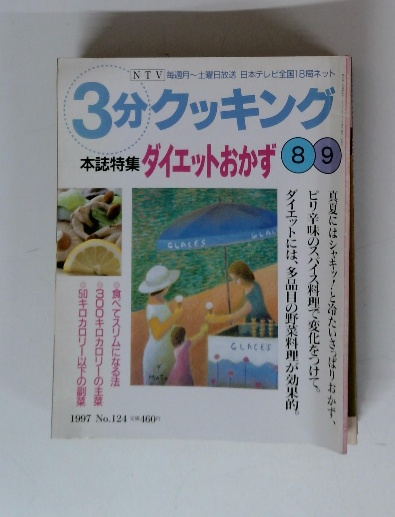 NTV 毎週月～土曜日放送 日本テレビ全国18局ネット
3分クッキング
本誌特集 ダイエットおかず 8 9
真夏にはシャキッ!と冷たいさっぱりおかず、
ピリ辛味のスパイス料理で変化をつけて。
ダイエットには、多品目の野菜料理が効果的。
GLACES
GLACES
GLACES
Y
MOTO
●食べてスリムになる法
●300キロカロリーの主菜
●50キロカロリー以下の副菜
1997 No.124 定価460円